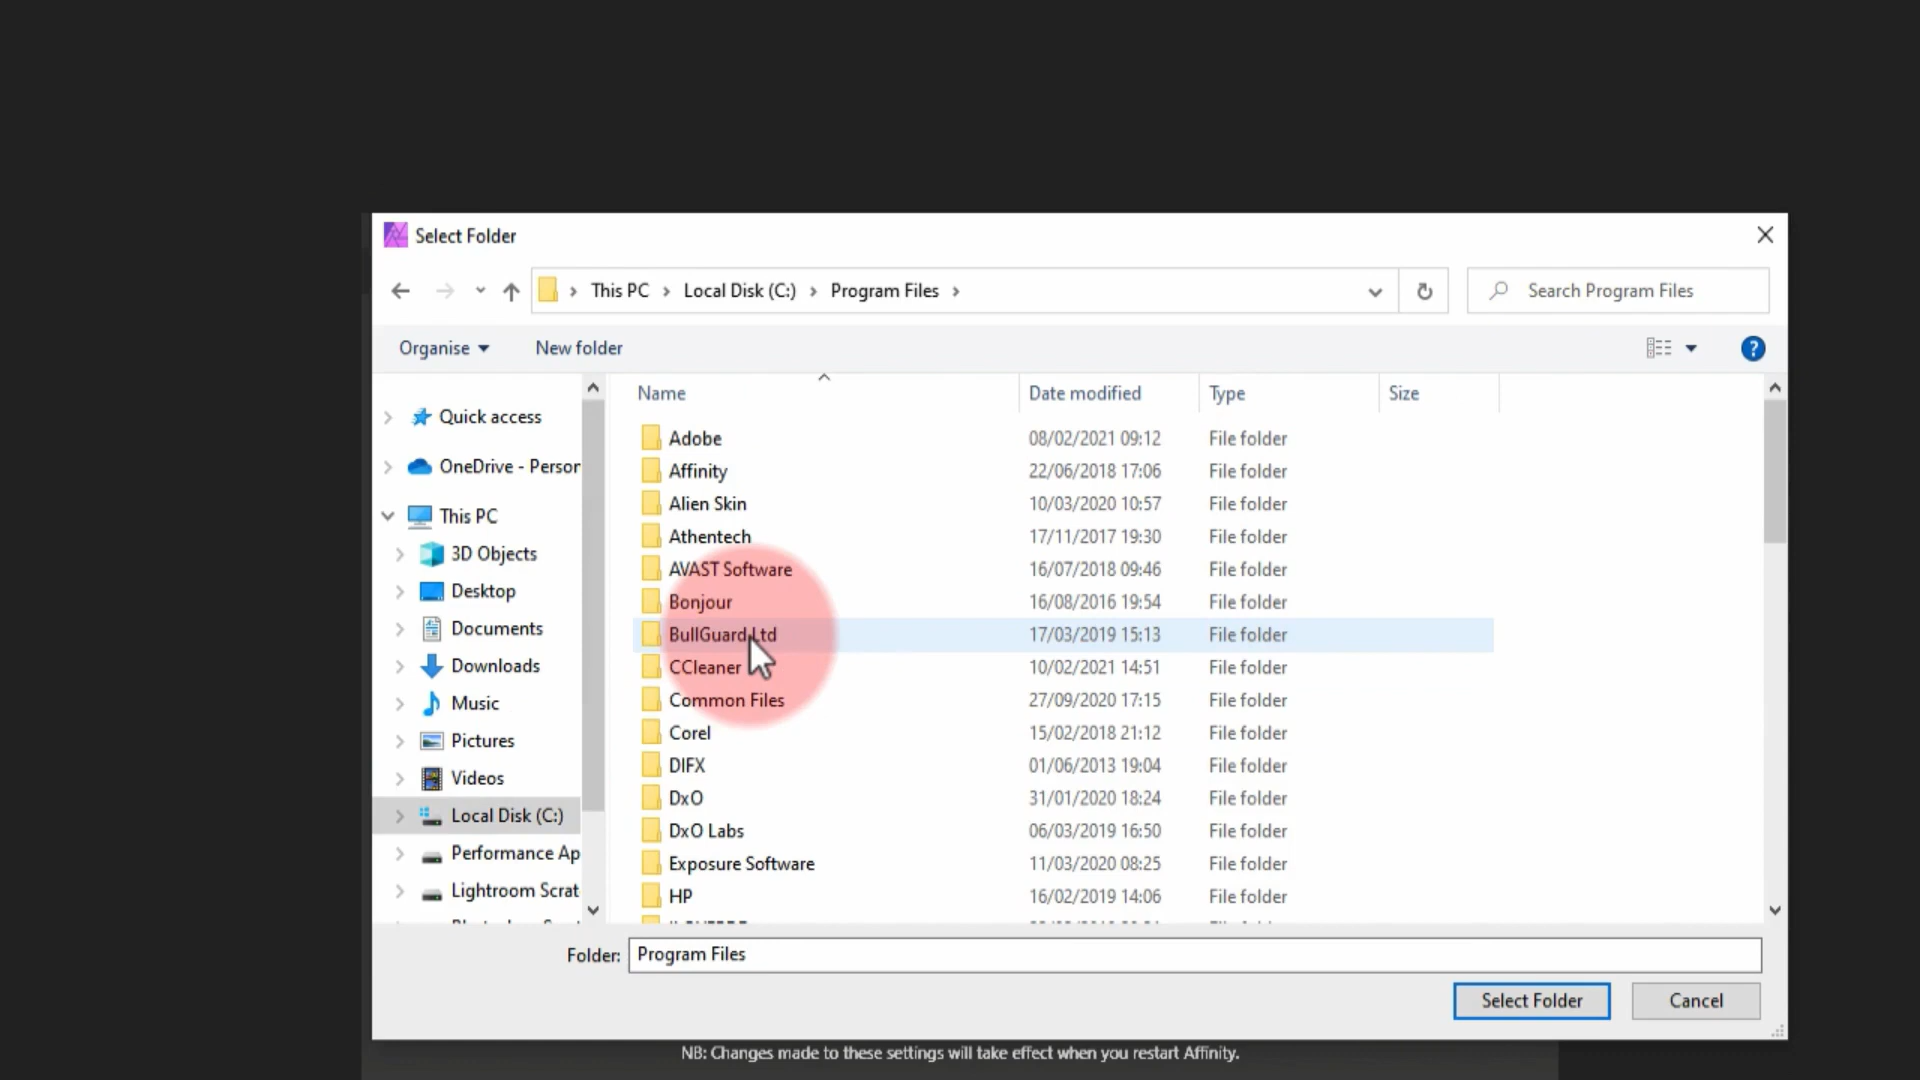 Select Folder
This PC Local Disk (C:) Program Files
Search Program Files
Organise New folder
?
Name Date modified Type Size
Quick access
OneDrive - Person
This PC
3D Objects
Desktop
Documents
Downloads
Music
Pictures
Videos
Local Disk (C:)
Performance Ap
Lightroom Scrat
Adobe 08/02/2021 09:12 File folder
Affinity 22/06/2018 17:06 File folder
Alien Skin 10/03/2020 10:57 File folder
Athentech 17/11/2017 19:30 File folder
AVAST Software 16/07/2018 09:46 File folder
Bonjour 16/08/2016 19:54 File folder
BullGuard Ltd 17/03/2019 15:13 File folder
CCleaner 10/02/2021 14:51 File folder
Common Files 27/09/2020 17:15 File folder
Corel 15/02/2018 21:12 File folder
DIFX 01/06/2013 19:04 File folder
DxO 31/01/2020 18:24 File folder
DxO Labs 06/03/2019 16:50 File folder
Exposure Software 11/03/2020 08:25 File folder
HP 16/02/2019 14:06 File folder
Folder: Program Files
Select Folder Cancel
NB: Changes made to these settings will take effect when you restart Affinity.